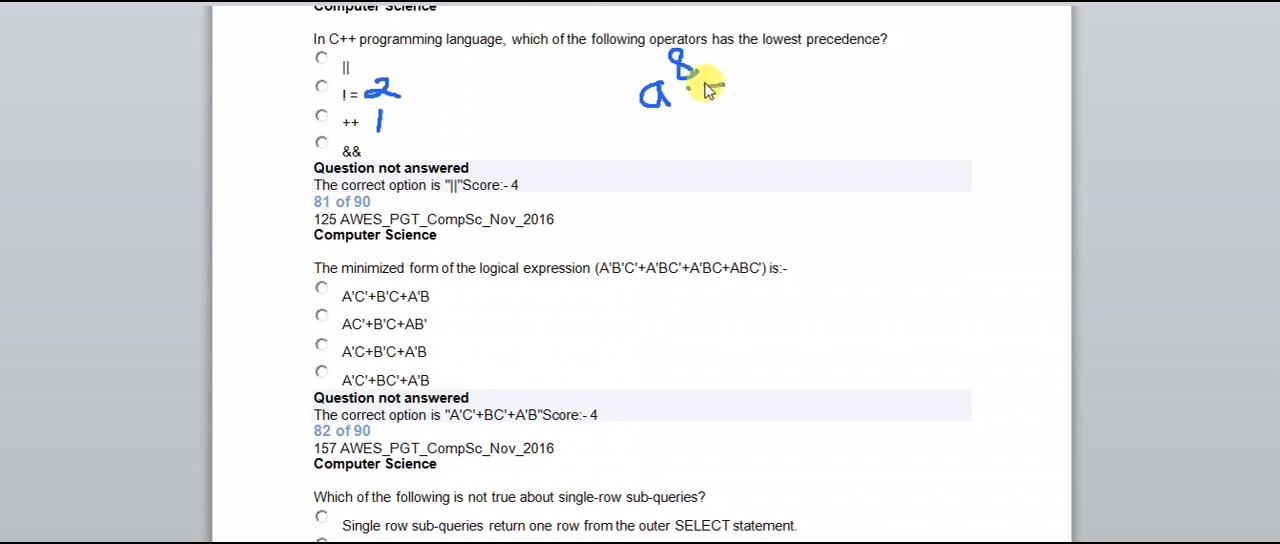 Computer Science
In C++ programming language, which of the following operators has the lowest precedence?
||
! = 2
++ 1
&&
a 8
Question not answered
The correct option is "||"Score:- 4
81 of 90
125 AWES_PGT_CompSc_Nov_2016
Computer Science
The minimized form of the logical expression (A'B'C'+A'BC'+A'BC+ABC') is:-
A'C'+B'C+A'B
AC'+B'C+AB'
A'C+B'C+A'B
A'C'+BC'+A'B
Question not answered
The correct option is "A'C'+BC'+A'B"Score:- 4
82 of 90
157 AWES_PGT_CompSc_Nov_2016
Computer Science
Which of the following is not true about single-row sub-queries?
Single row sub-queries return one row from the outer SELECT statement.